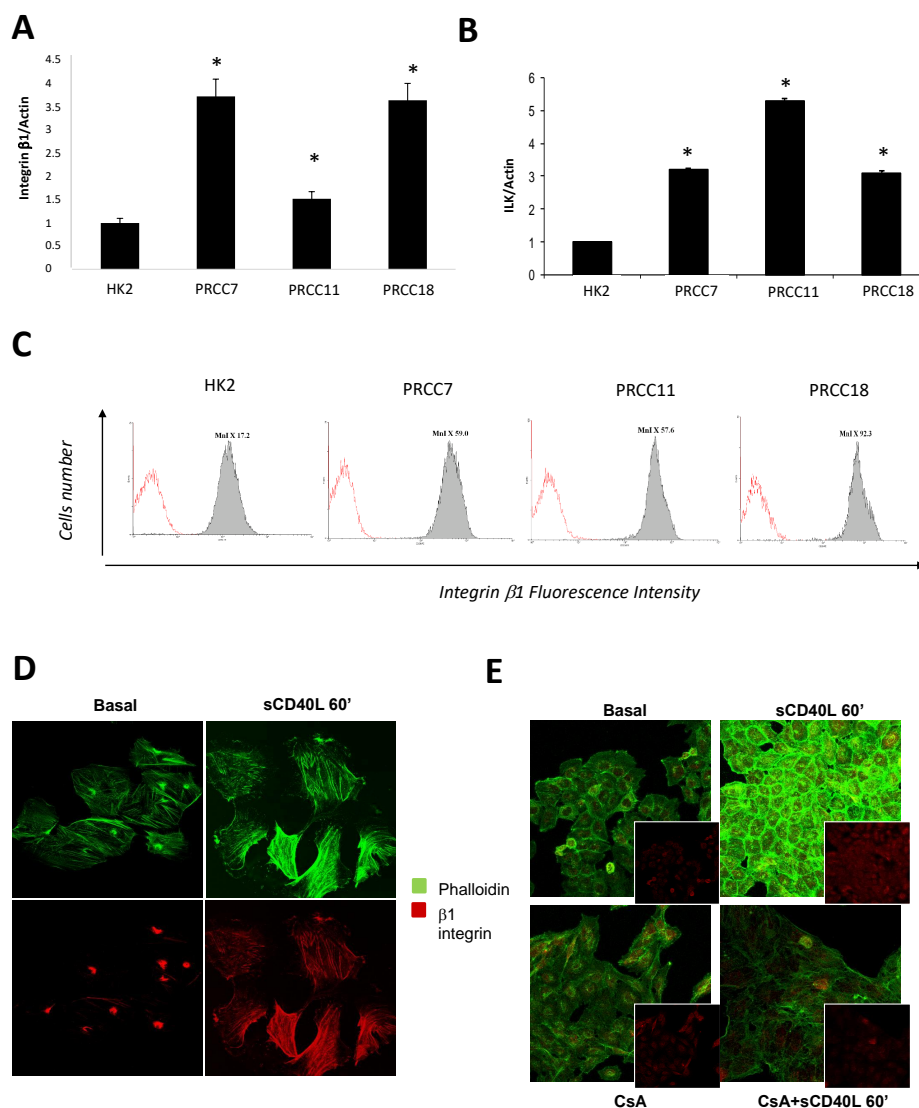 A
Integrin β1/Actin
4.5
4
3.5
3
2.5
2
1.5
1
0.5
0
*
*
*
HK2 PRCC7 PRCC11 PRCC18
B
ILK/Actin
6
5
4
3
2
1
0
*
*
*
HK2 PRCC7 PRCC11 PRCC18
C
HK2 PRCC7 PRCC11 PRCC18
MnI X 17.2 MnI X 59.0 MnI X 57.6 MnI X 92.3
Cells number
Integrin β1 Fluorescence Intensity
D
Basal sCD40L 60’
Phalloidin
β1
integrin
E
Basal sCD40L 60’
CsA CsA+sCD40L 60’